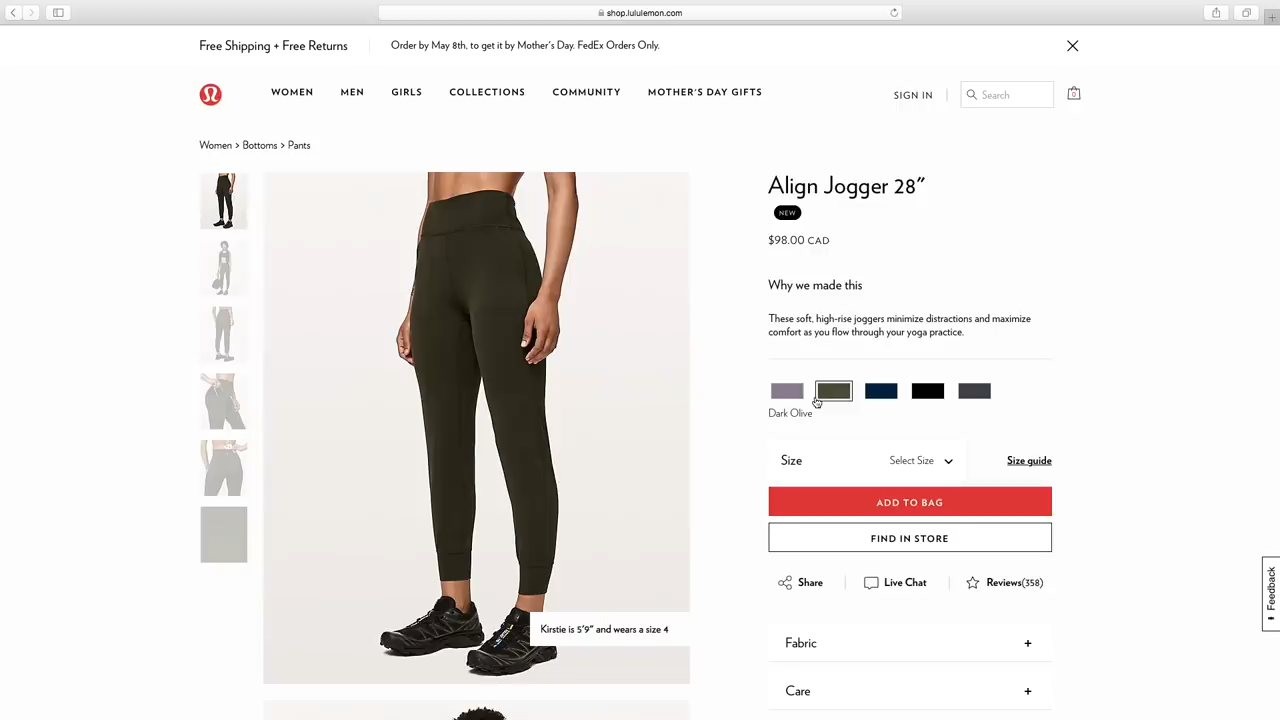 shop.lululemon.com
Free Shipping + Free Returns
Order by May 8th, to get it by Mother's Day. FedEx Orders Only.
WOMEN
MEN
GIRLS
COLLECTIONS
COMMUNITY
MOTHER'S DAY GIFTS
SIGN IN
Search
0
Women > Bottoms > Pants
Align Jogger 28"
NEW
$98.00 CAD
Why we made this
These soft, high-rise joggers minimize distractions and maximize
comfort as you flow through your yoga practice.
Dark Olive
Size
Select Size
Size guide
ADD TO BAG
FIND IN STORE
Share
Live Chat
Reviews(358)
Kirstie is 5'9" and wears a size 4
Fabric
+
Care
+
Feedback